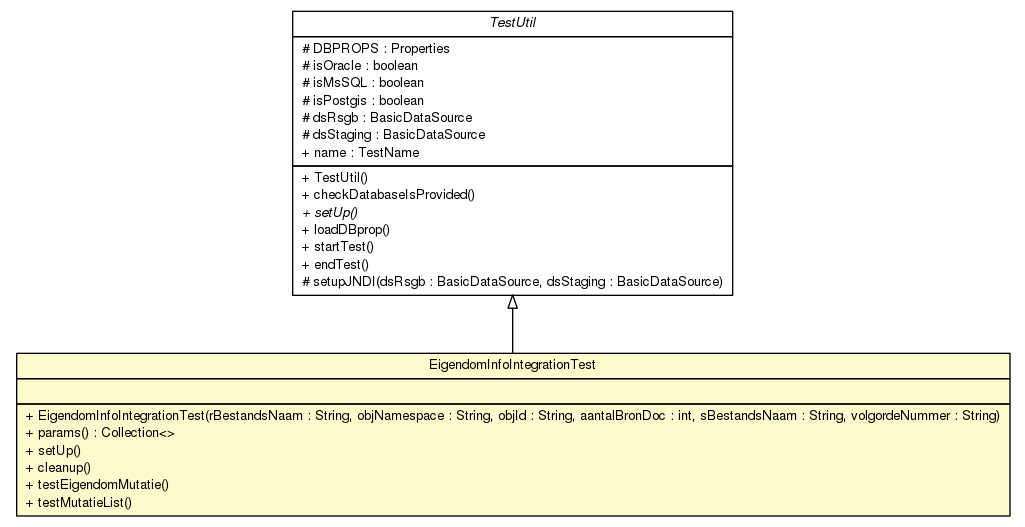 TestUtil
# DBPROPS : Properties
# isOracle : boolean
# isMsSQL : boolean
# isPostgis : boolean
# dsRsgb : BasicDataSource
# dsStaging : BasicDataSource
+ name : TestName
+ TestUtil()
+ checkDatabaseIsProvided()
+ setUp()
+ loadDBprop()
+ startTest()
+ endTest()
# setupJNDI(dsRsgb : BasicDataSource, dsStaging : BasicDataSource)
EigendomInfoIntegrationTest
+ EigendomInfoIntegrationTest(rBestandsNaam : String, objNamespace : String, objId : String, aantalBronDoc : int, sBestandsNaam : String, volgordeNummer : String)
+ params() : Collection<>
+ setUp()
+ cleanup()
+ testEigendomMutatie()
+ testMutatieList()